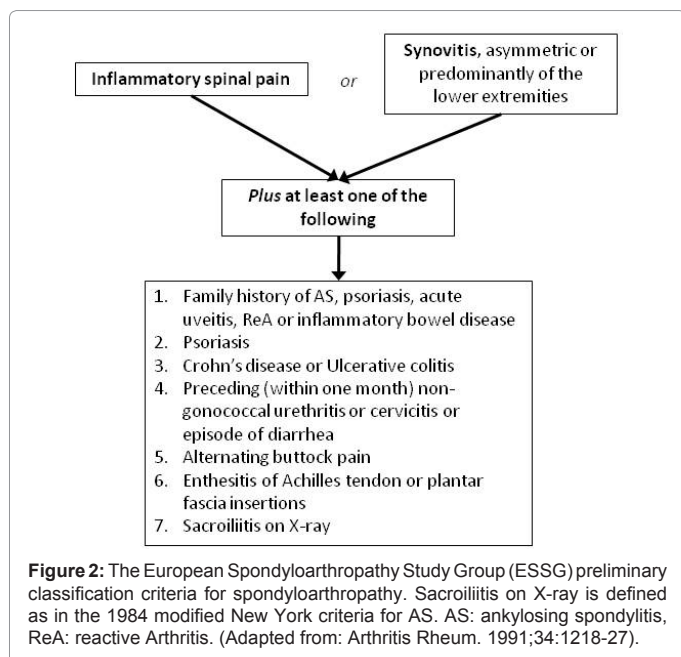 Inflammatory spinal pain
or
Synovitis, asymmetric or
predominantly of the
lower extremities
Plus at least one of the
following
1. Family history of AS, psoriasis, acute
uveitis, ReA or inflammatory bowel disease
2. Psoriasis
3. Crohn's disease or Ulcerative colitis
4. Preceding (within one month) non-
gonococcal urethritis or cervicitis or
episode of diarrhea
5. Alternating buttock pain
6. Enthesitis of Achilles tendon or plantar
fascia insertions
7. Sacroiliitis on X-ray
Figure 2: The European Spondyloarthropathy Study Group (ESSG) preliminary
classification criteria for spondyloarthropathy. Sacroiliitis on X-ray is defined
as in the 1984 modified New York criteria for AS. AS: ankylosing spondylitis,
ReA: reactive Arthritis. (Adapted from: Arthritis Rheum. 1991;34:1218-27).